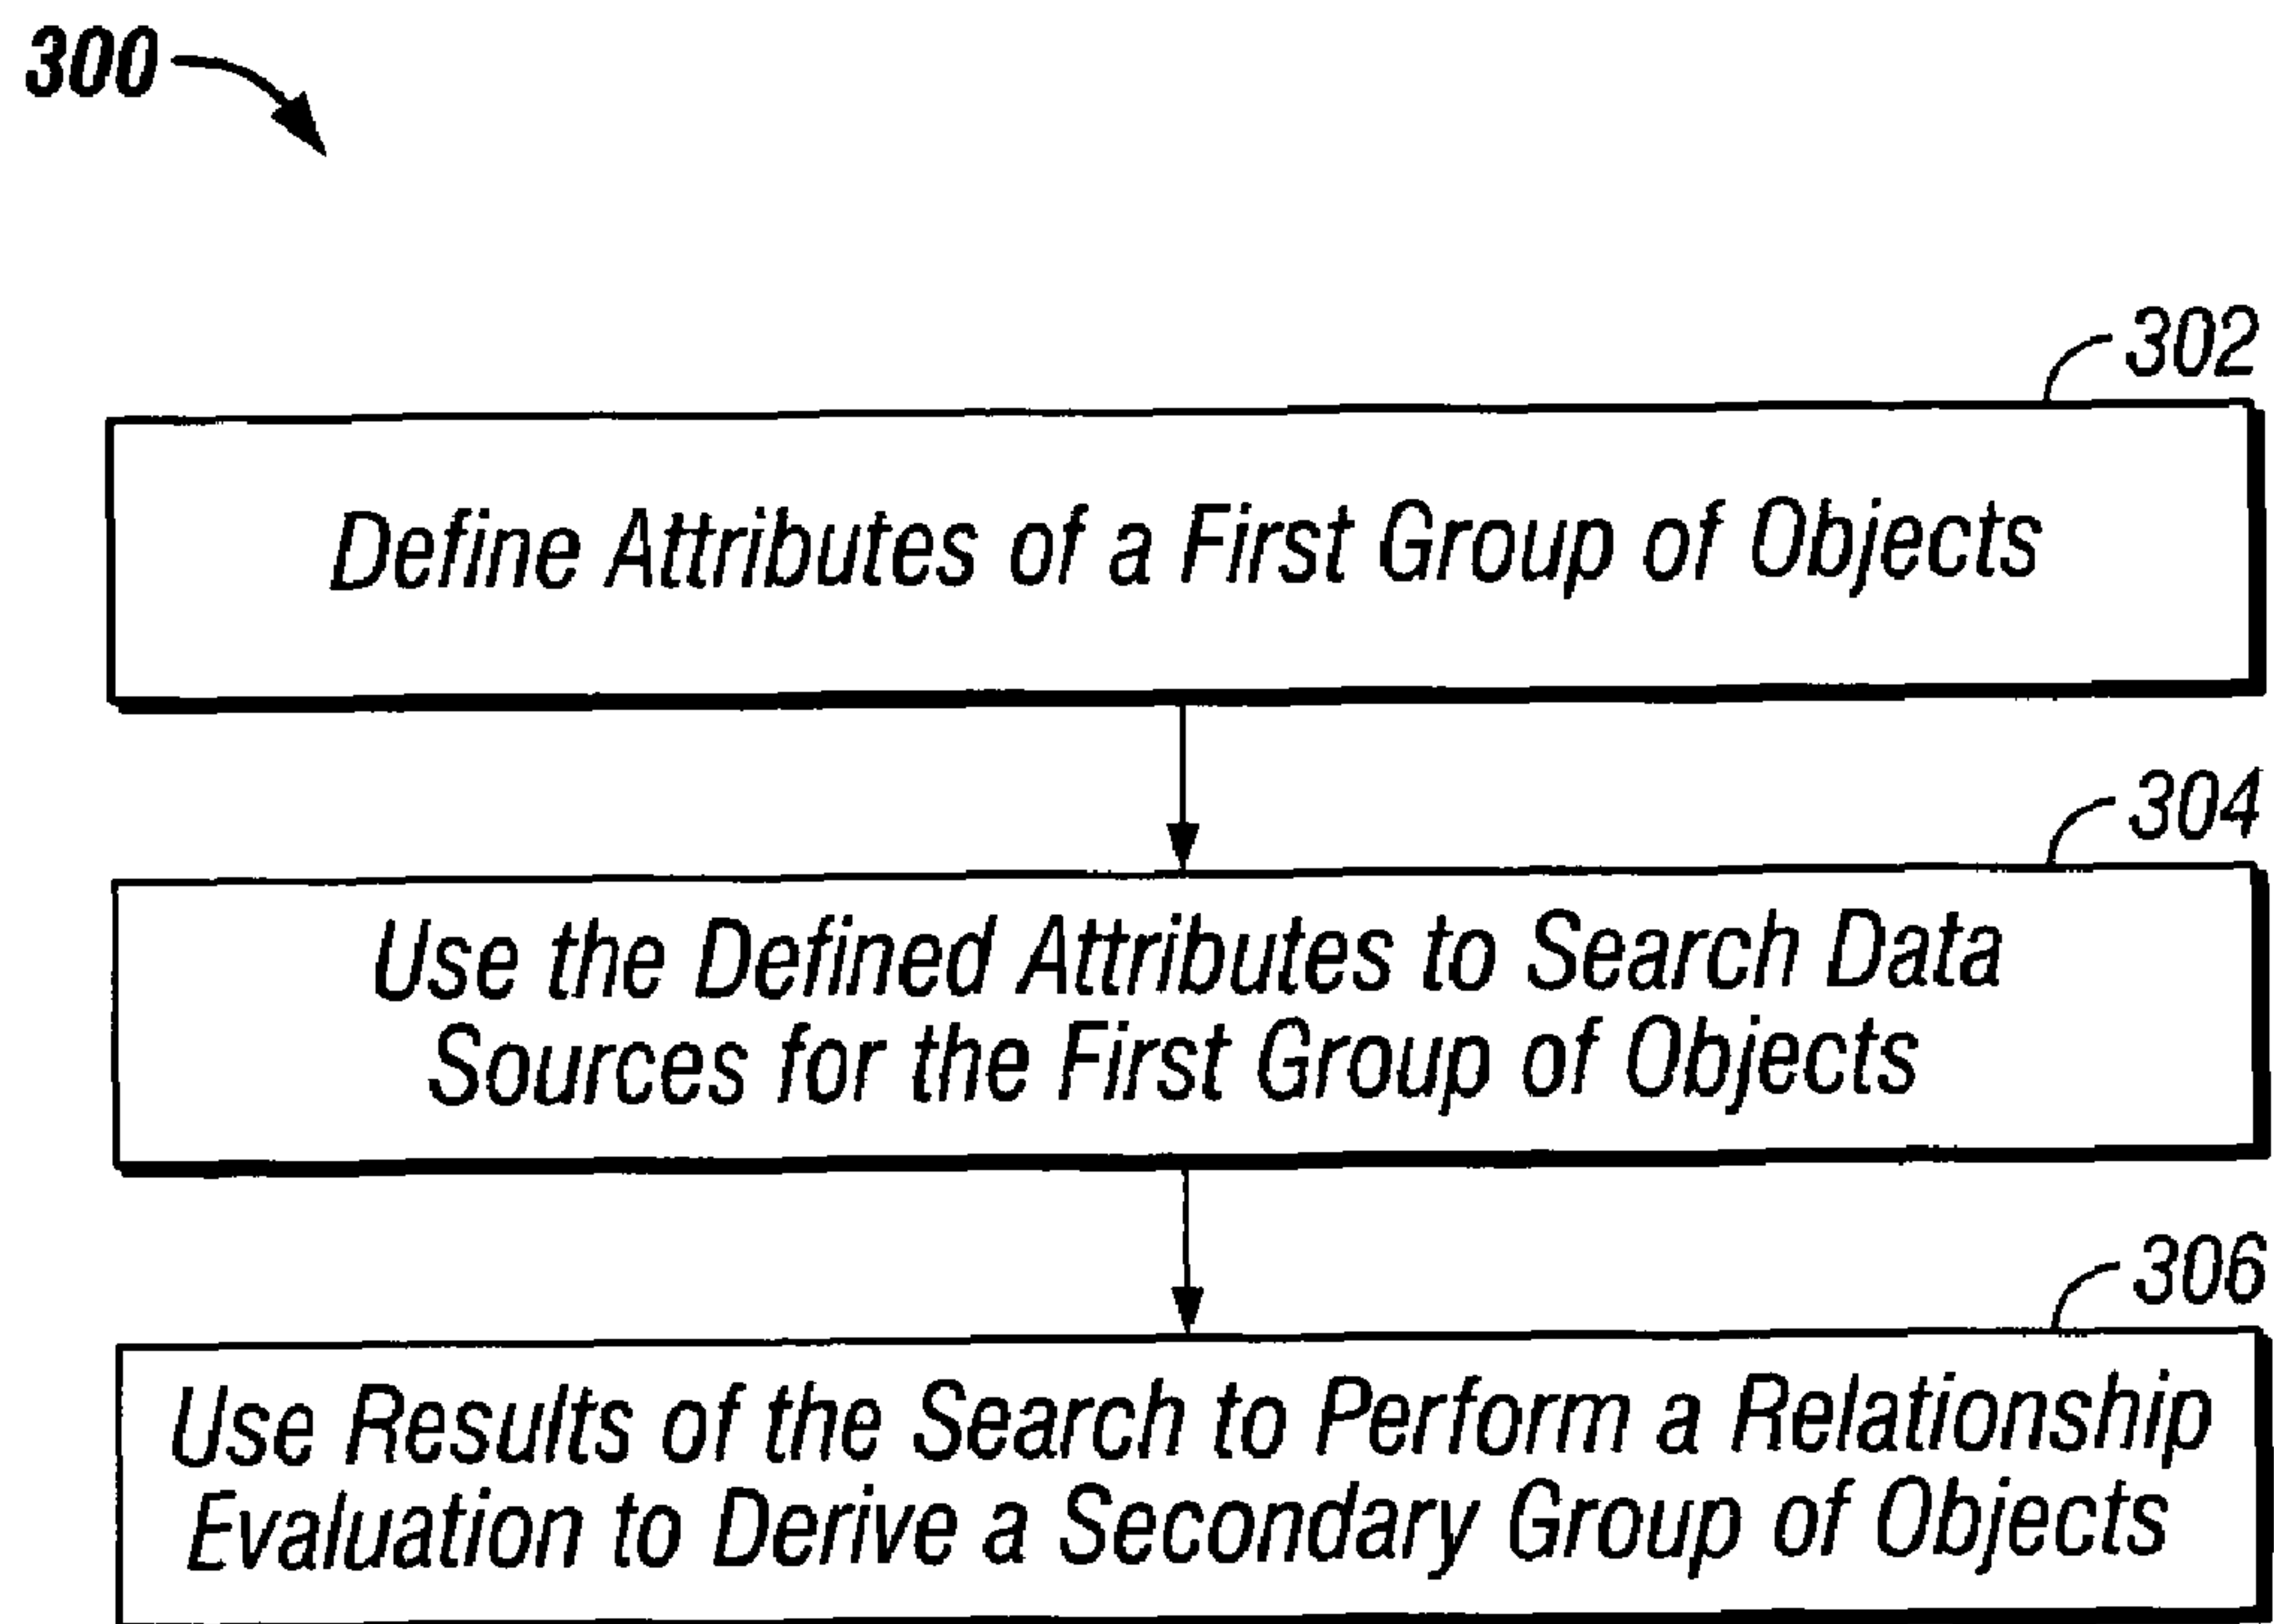 300
302
Define Attributes of a First Group of Objects
304
Use the Defined Attributes to Search Data
Sources for the First Group of Objects
306
Use Results of the Search to Perform a Relationship
Evaluation to Derive a Secondary Group of Objects